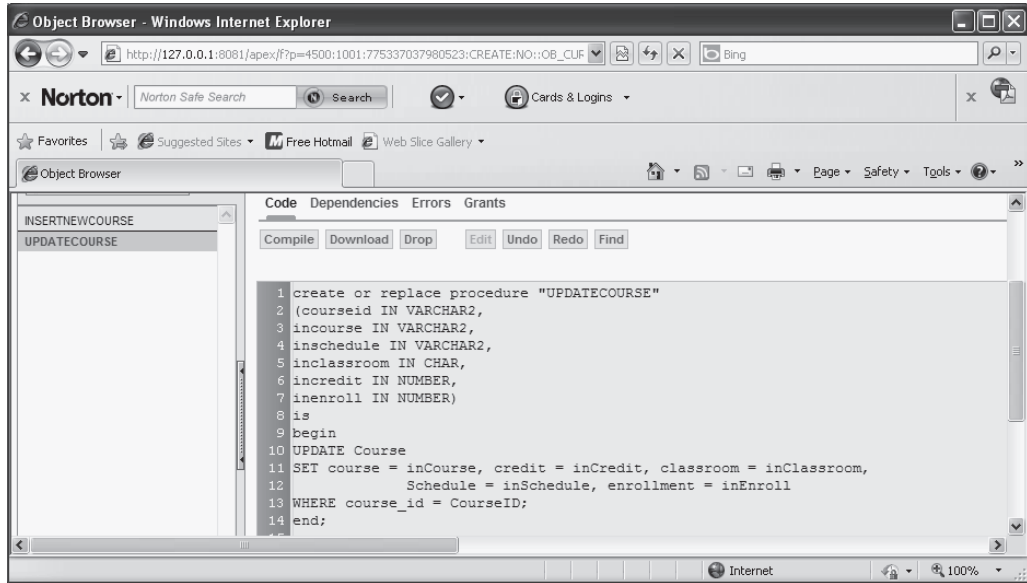 Object Browser - Windows Internet Explorer
http://127.0.0.1:8081/apex/f?p=4500:1001:775337037980523:CREATE:NO::OB_CUF
Bing
Norton
Norton Safe Search
Search
Cards & Logins
Favorites
Suggested Sites
Free Hotmail
Web Slice Gallery
Object Browser
Page
Safety
Tools
»
Code Dependencies Errors Grants
INSERTNEWCOURSE
UPDATECOURSE
Compile Download Drop Edit Undo Redo Find
1 create or replace procedure "UPDATECOURSE"
2 (courseid IN VARCHAR2,
3 incourse IN VARCHAR2,
4 inschedule IN VARCHAR2,
5 inclassroom IN CHAR,
6 incredit IN NUMBER,
7 inenroll IN NUMBER)
8 is
9 begin
10 UPDATE Course
11 SET course = inCourse, credit = inCredit, classroom = inClassroom,
12 Schedule = inSchedule, enrollment = inEnroll
13 WHERE course_id = CourseID;
14 end;
Internet
100%